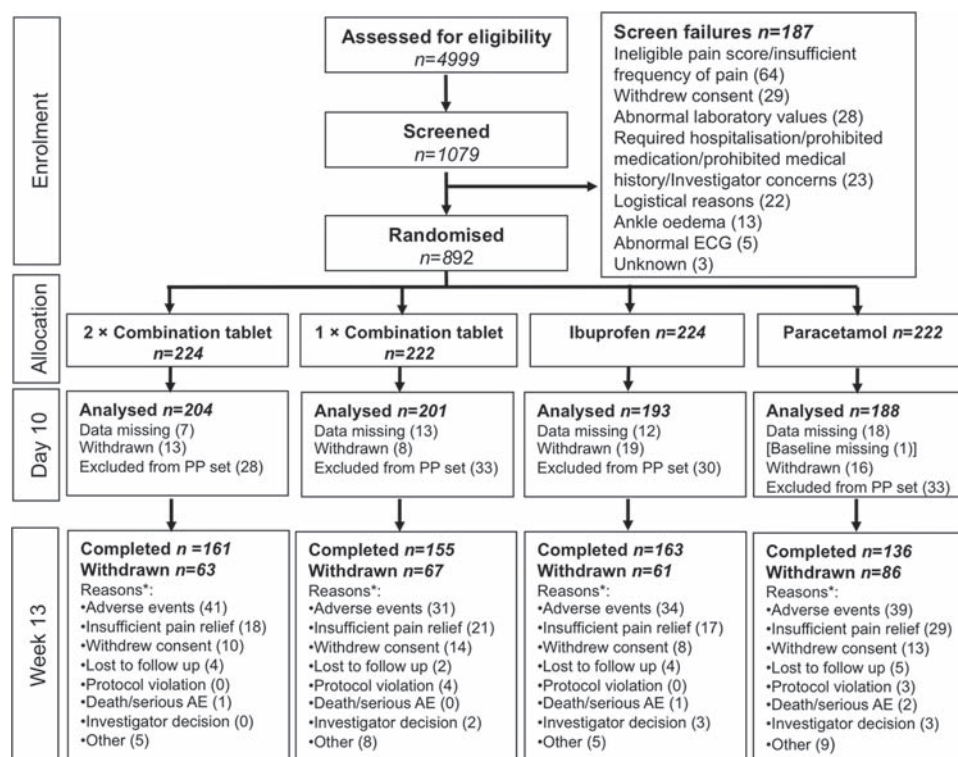 Enrolment
Assessed for eligibility
n=4999
Screened
n=1079
Randomised
n=892
Screen failures n=187
Ineligible pain score/insufficient
frequency of pain (64)
Withdrew consent (29)
Abnormal laboratory values (28)
Required hospitalisation/prohibited
medication/prohibited medical
history/Investigator concerns (23)
Logistical reasons (22)
Ankle oedema (13)
Abnormal ECG (5)
Unknown (3)
Allocation
2 × Combination tablet
n=224
1 × Combination tablet
n=222
Ibuprofen n=224
Paracetamol n=222
Day 10
Analysed n=204
Data missing (7)
Withdrawn (13)
Excluded from PP set (28)
Analysed n=201
Data missing (13)
Withdrawn (8)
Excluded from PP set (33)
Analysed n=193
Data missing (12)
Withdrawn (19)
Excluded from PP set (30)
Analysed n=188
Data missing (18)
[Baseline missing (1)]
Withdrawn (16)
Excluded from PP set (33)
Week 13
Completed n =161
Withdrawn n=63
Reasons*:
•Adverse events (41)
•Insufficient pain relief (18)
•Withdrew consent (10)
•Lost to follow up (4)
•Protocol violation (0)
•Death/serious AE (1)
•Investigator decision (0)
•Other (5)
Completed n=155
Withdrawn n=67
Reasons*:
•Adverse events (31)
•Insufficient pain relief (21)
•Withdrew consent (14)
•Lost to follow up (2)
•Protocol violation (4)
•Death/serious AE (0)
•Investigator decision (2)
•Other (8)
Completed n=163
Withdrawn n=61
Reasons*:
•Adverse events (34)
•Insufficient pain relief (17)
•Withdrew consent (8)
•Lost to follow up (4)
•Protocol violation (0)
•Death/serious AE (1)
•Investigator decision (3)
•Other (5)
Completed n=136
Withdrawn n=86
Reasons*:
•Adverse events (39)
•Insufficient pain relief (29)
•Withdrew consent (13)
•Lost to follow up (5)
•Protocol violation (3)
•Death/serious AE (2)
•Investigator decision (3)
•Other (9)